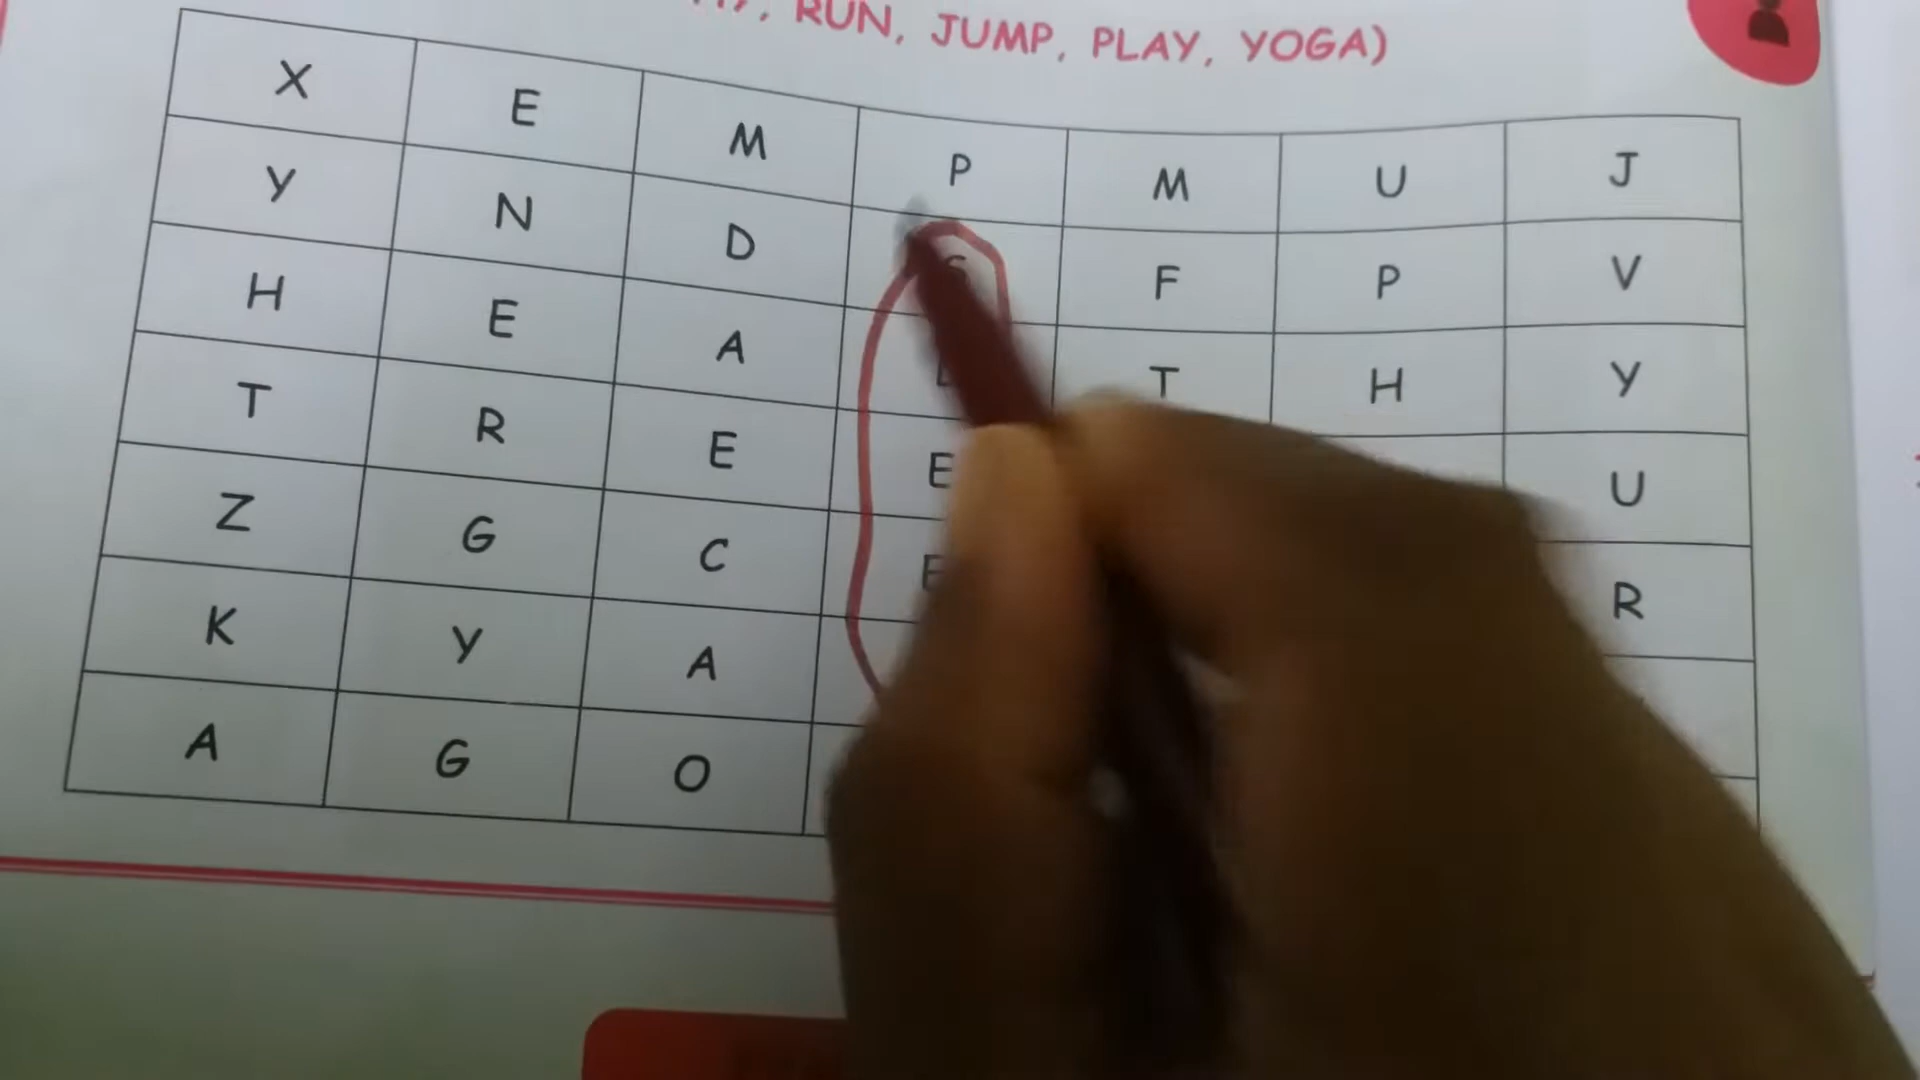 RUN, JUMP, PLAY, YOGA)
X E M P M U J
Y N D S F P V
H E A L T H Y
T R E E U
Z G C E R
K Y A
A G O